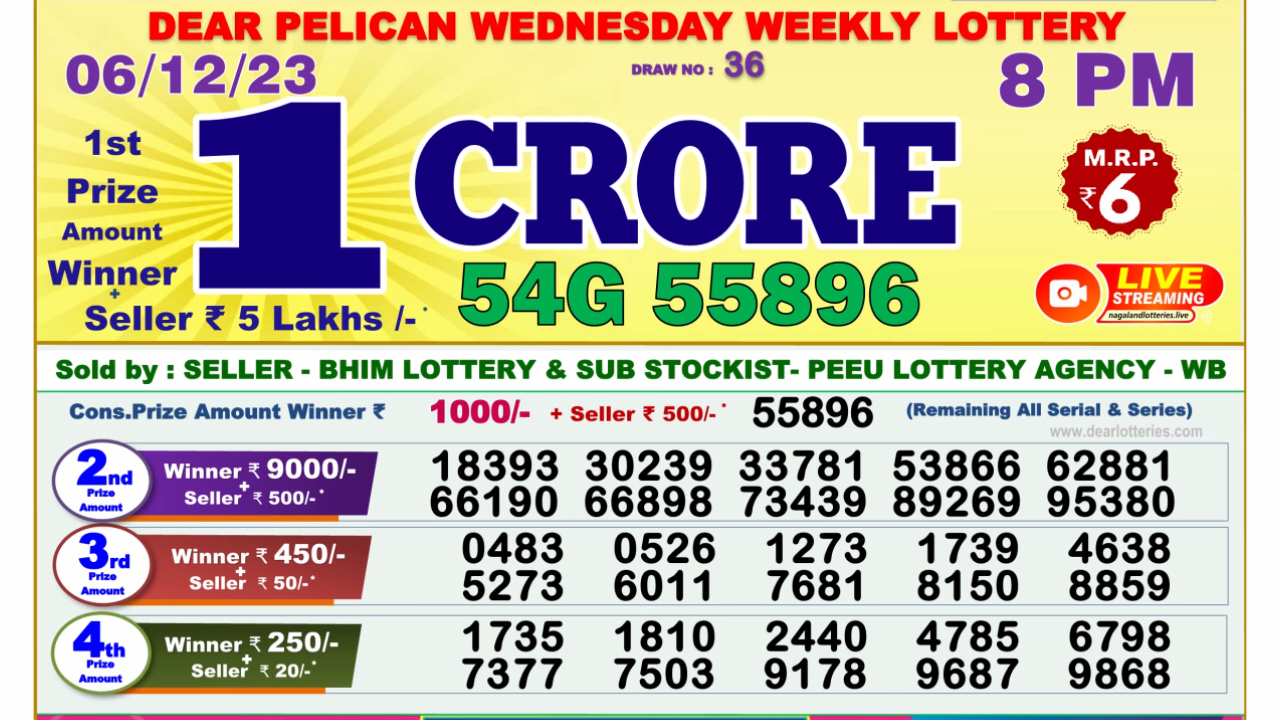 DEAR PELICAN WEDNESDAY WEEKLY LOTTERY
06/12/23
DRAW NO : 36
8 PM
1st
Prize
Amount
Winner
+
Seller ₹ 5 Lakhs /-*
1 CRORE
54G 55896
M.R.P.
₹6
LIVE
STREAMING
nagalandlotteries.live
Sold by : SELLER - BHIM LOTTERY & SUB STOCKIST- PEEU LOTTERY AGENCY - WB
Cons.Prize Amount Winner ₹ 1000/- + Seller ₹ 500/-* 55896 (Remaining All Serial & Series)
www.dearlotteries.com
2nd
Prize
Amount
Winner ₹ 9000/-
+
Seller ₹ 500/-*
18393 30239 33781 53866 62881
66190 66898 73439 89269 95380
3rd
Prize
Amount
Winner ₹ 450/-
+
Seller ₹ 50/-*
0483 0526 1273 1739 4638
5273 6011 7681 8150 8859
4th
Prize
Amount
Winner ₹ 250/-
+
Seller ₹ 20/-*
1735 1810 2440 4785 6798
7377 7503 9178 9687 9868